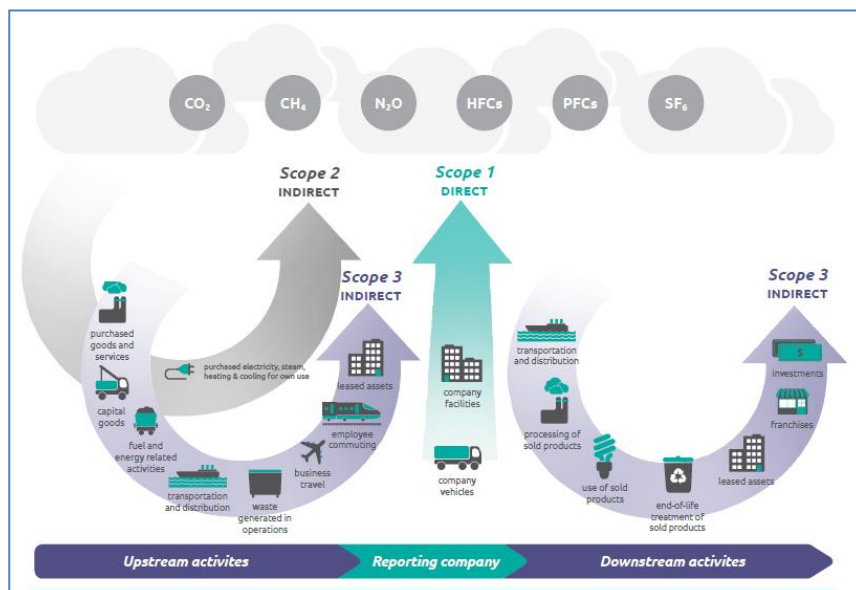 CO₂
CH₄
N₂O
HFCs
PFCs
SF₆
Scope 2
INDIRECT
Scope 1
DIRECT
Scope 3
INDIRECT
Scope 3
INDIRECT
purchased
goods and
services
capital
goods
fuel and
energy related
activities
purchased electricity, steam,
heating & cooling for own use
transportation
and distribution
waste
generated in
operations
business
travel
employee
commuting
leased assets
company
facilities
company
vehicles
transportation
and distribution
processing of
sold products
use of sold
products
end-of-life
treatment of
sold products
leased assets
franchises
investments
$
Upstream activites
Reporting company
Downstream activites